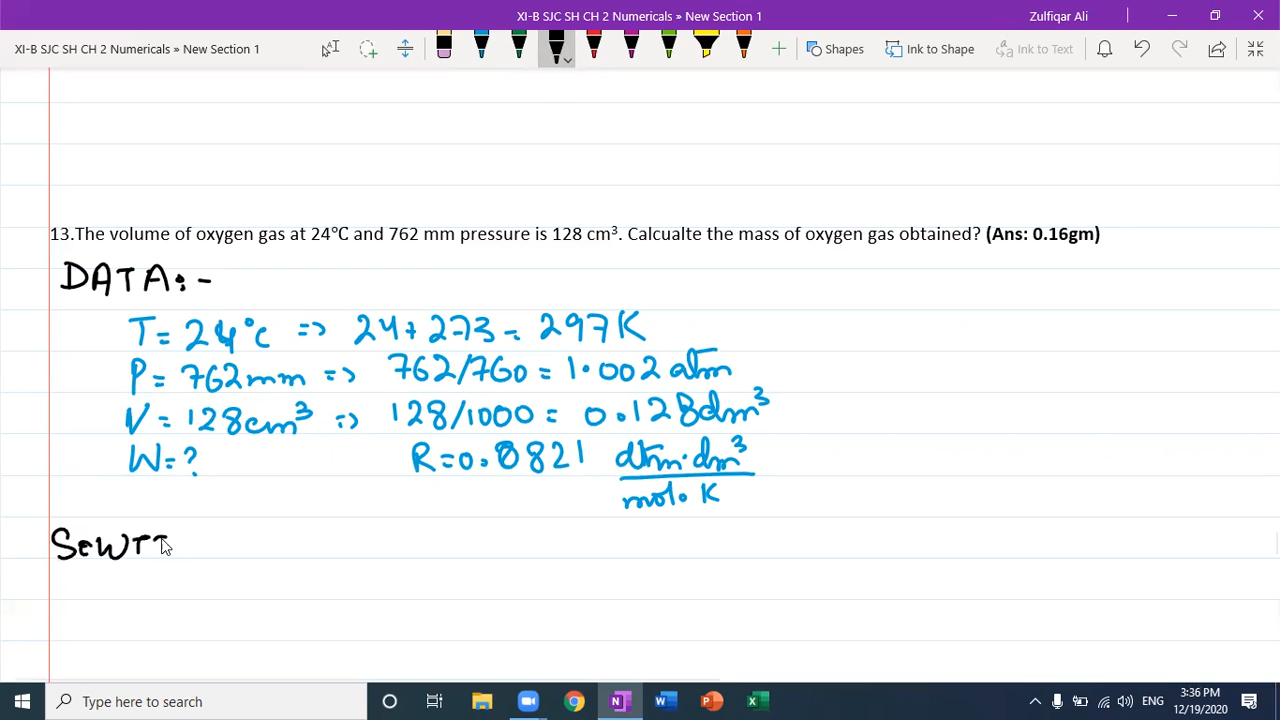 XI-B SJC SH CH 2 Numericals » New Section 1
Zulfiqar Ali
XI-B SJC SH CH 2 Numericals » New Section 1
Shapes
Ink to Shape
Ink to Text
13.The volume of oxygen gas at 24℃ and 762 mm pressure is 128 cm³. Calcualte the mass of oxygen gas obtained? (Ans: 0.16gm)
DATA:-
T= 24°c => 24+273= 297K
P= 762mm => 762/760= 1.002 atm
V= 128cm³ => 128/1000= 0.128dm³
W=? R=0.0821 atm.dm³
mol. K
Type here to search
ENG
3:36 PM
12/19/2020